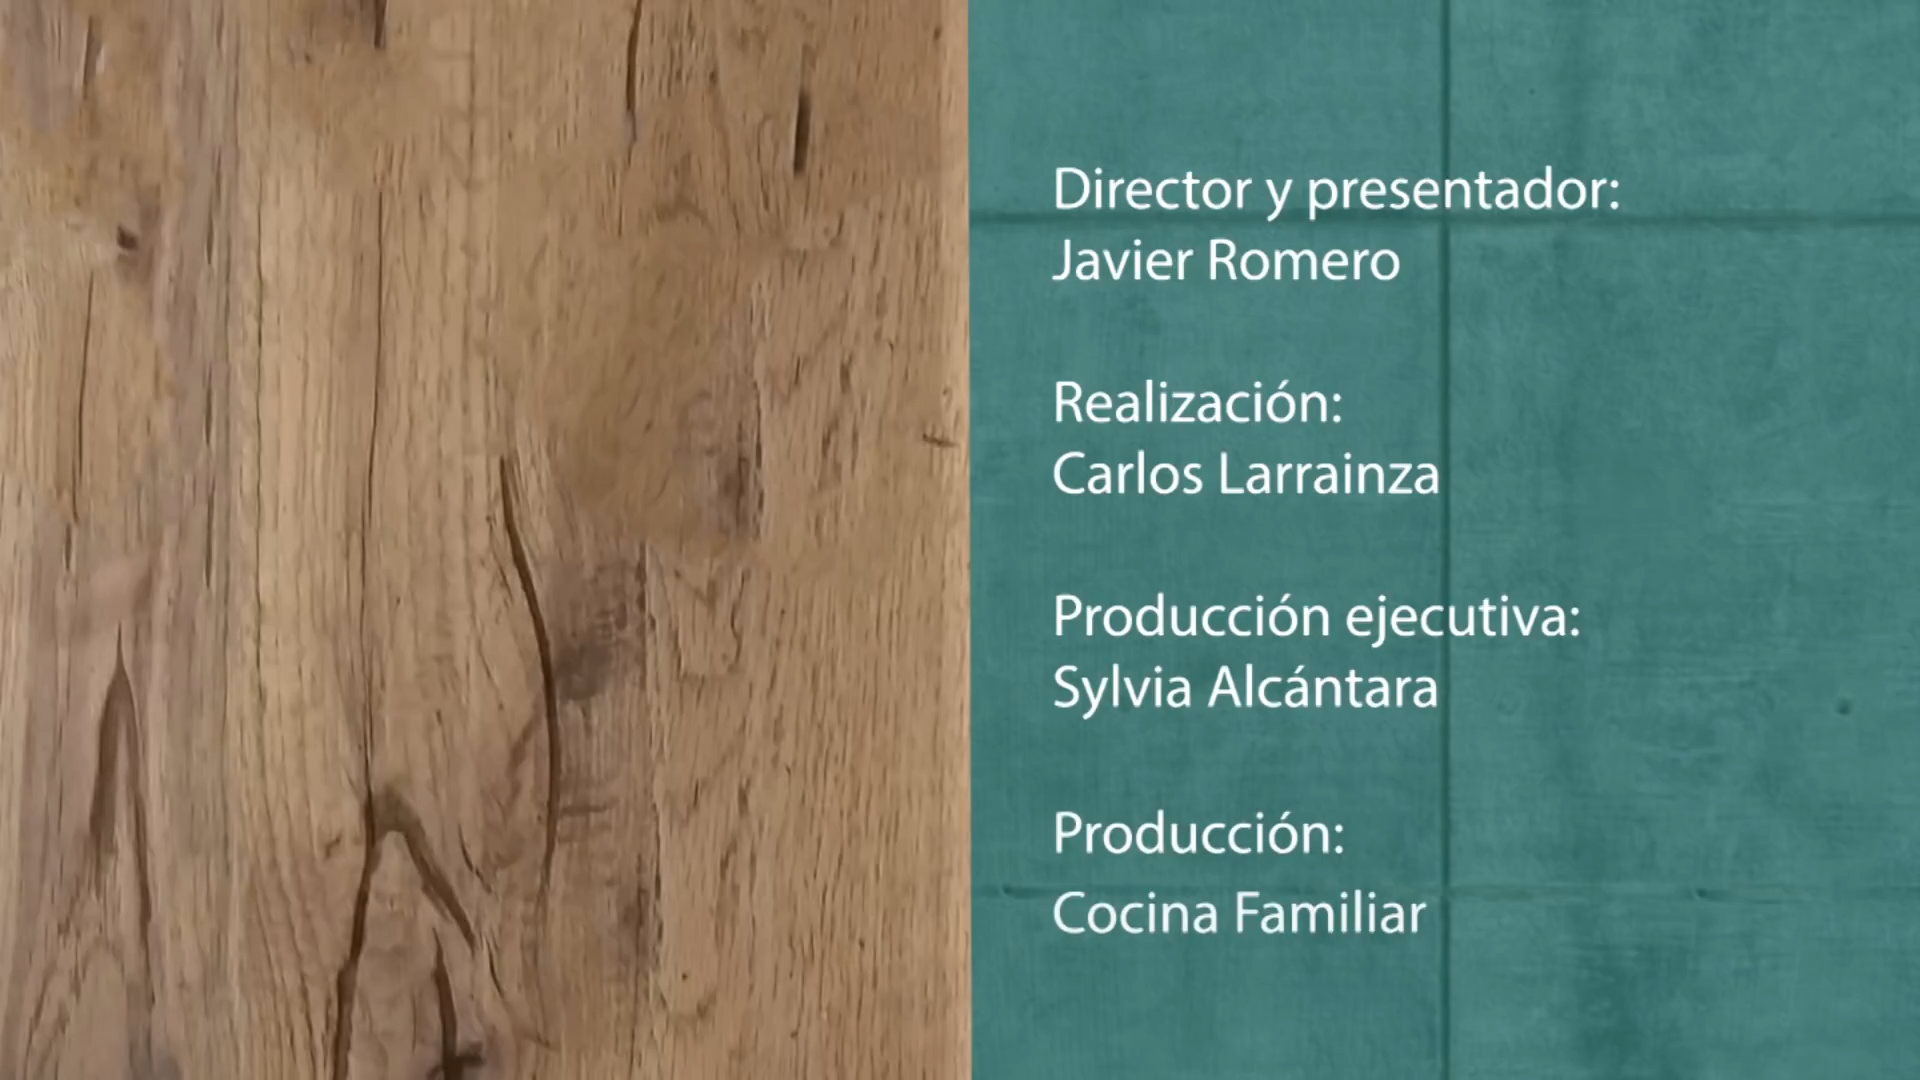 Director y presentador:
Javier Romero
Realización:
Carlos Larrainza
Producción ejecutiva:
Sylvia Alcántara
Producción:
Cocina Familiar